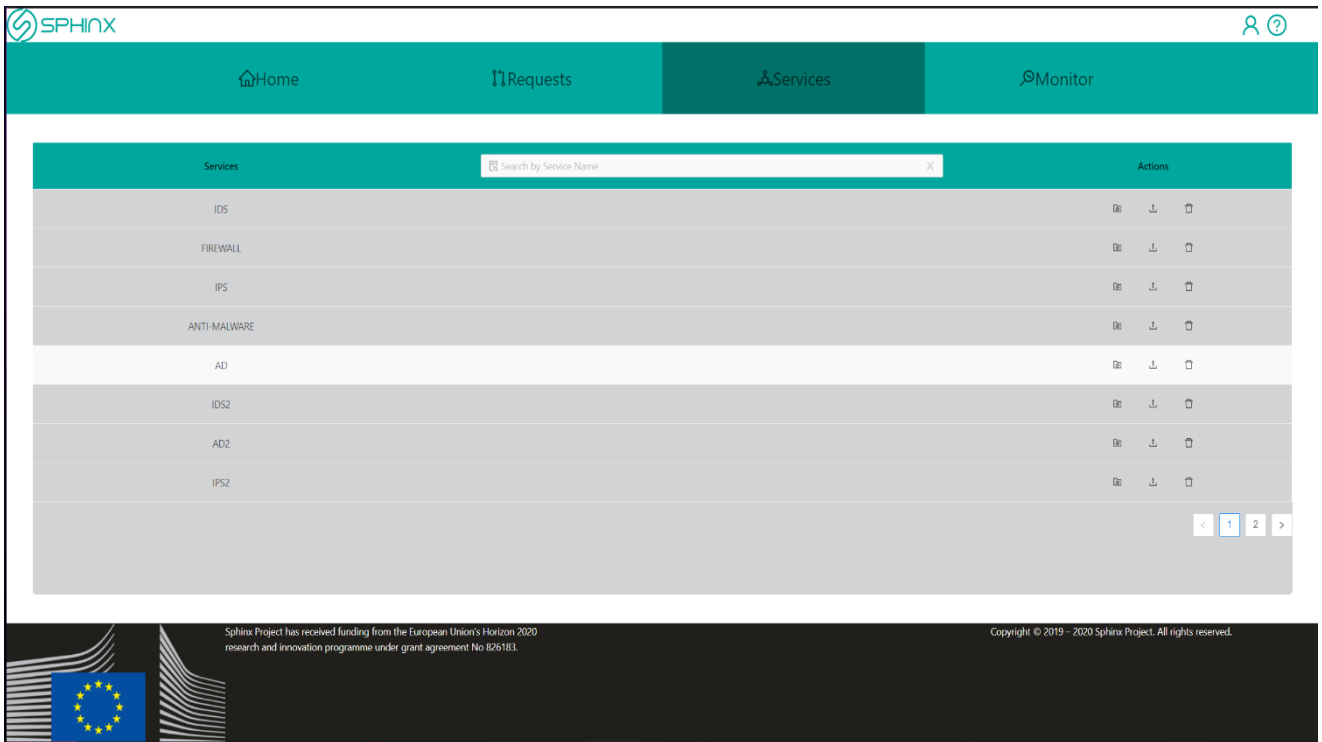 SPHINX
Home Requests Services Monitor
Services Search by Service Name Actions
IDS
FIREWALL
IPS
ANTI-MALWARE
AD
IDS2
AD2
IPS2
< 1 2 >
Sphinx Project has received funding from the European Union's Horizon 2020
research and innovation programme under grant agreement No 826183.
Copyright © 2019 – 2020 Sphinx Project. All rights reserved.